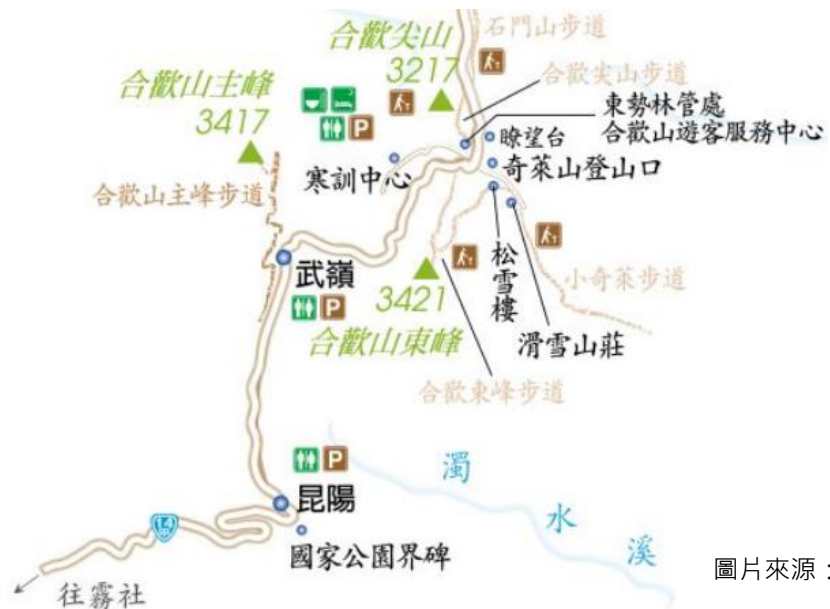 石門山步道
合歡尖山
3217
合歡尖山步道
合歡山主峰
3417
P
東勢林管處
合歡山遊客服務中心
瞭望台
奇萊山登山口
寒訓中心
合歡山主峰步道
武嶺
P
松雪樓
小奇萊步道
3421
合歡山東峰
滑雪山莊
合歡東峰步道
P
濁水溪
昆陽
14甲
國家公園界碑
往霧社
圖片來源：